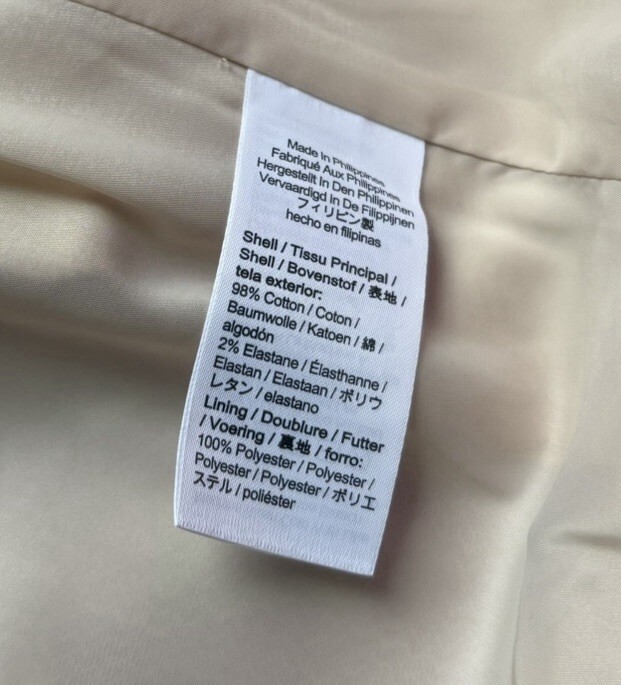 Made In Philippines
Fabriqué Aux Philippines
Hergestellt In Den Philippinen
Vervaardigd In De Filippijnen
フィリピン製
hecho en filipinas
Shell / Tissu Principal /
Shell / Bovenstof / 表地 /
tela exterior:
98% Cotton / Coton /
Baumwolle / Katoen / 綿 /
algodón
2% Elastane / Élasthanne /
Elastan / Elastaan / ポリウ
レタン / elastano
Lining / Doublure / Futter
/ Voering / 裏地 / forro:
100% Polyester / Polyester /
Polyester / Polyester / ポリエ
ステル / poliéster